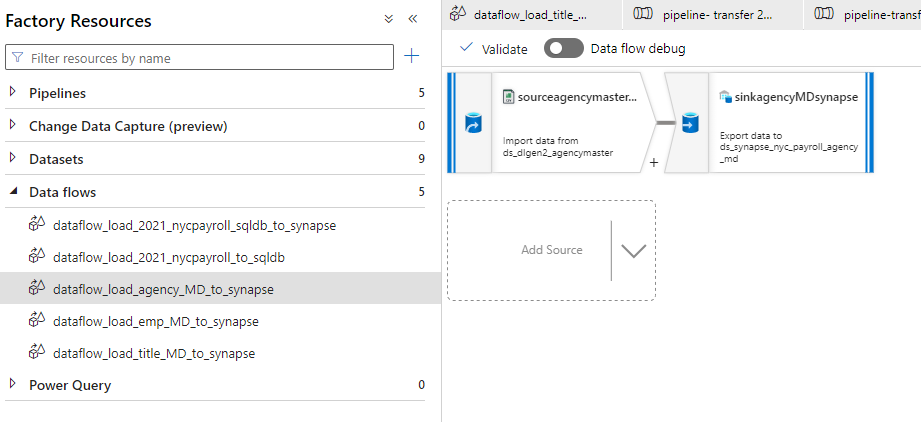 Factory Resources
Filter resources by name
Pipelines 5
Change Data Capture (preview) 0
Datasets 9
Data flows 5
dataflow_load_2021_nycpayroll_sqldb_to_synapse
dataflow_load_2021_nycpayroll_to_sqldb
dataflow_load_agency_MD_to_synapse
dataflow_load_emp_MD_to_synapse
dataflow_load_title_MD_to_synapse
Power Query 0
dataflow_load_title_...
pipeline- transfer 2...
pipeline-transf
Validate
Data flow debug
sourceagencymaster...
Import data from
ds_dlgen2_agencymaster
+
sinkagencyMDsynapse
Export data to
ds_synapse_nyc_payroll_agency
_md
Add Source